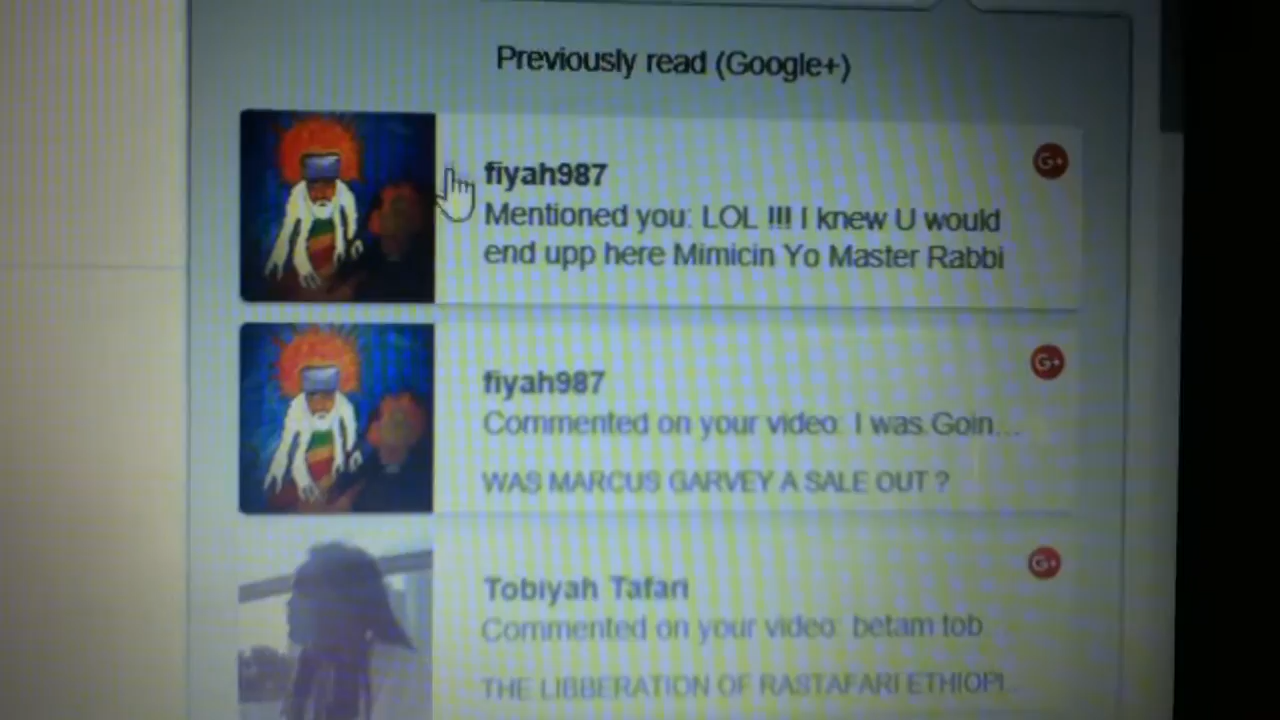 Previously read (Google+)
fiyah987
G+
Mentioned you: LOL !!! I knew U would
end upp here Mimicin Yo Master Rabbi
fiyah987
G+
Commented on your video: I was Goin...
WAS MARCUS GARVEY A SALE OUT ?
Tobiyah Tafari
G+
Commented on your video: betam tob
THE LIBBERATION OF RASTAFARI ETHIOPI...